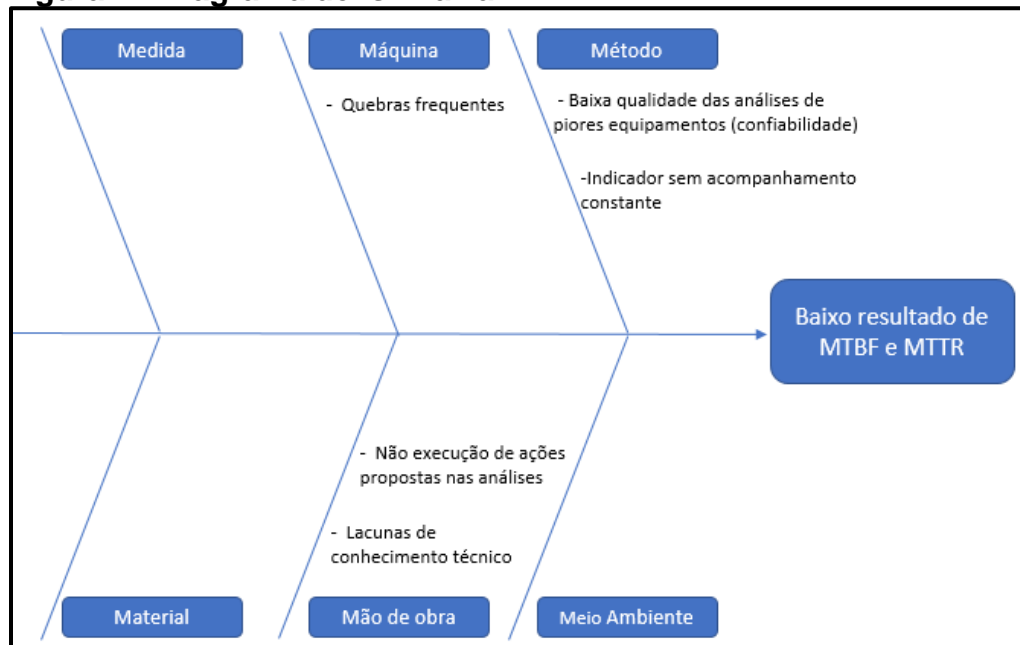 Medida
Máquina
Método
- Quebras frequentes
- Baixa qualidade das análises de
piores equipamentos (confiabilidade)
-Indicador sem acompanhamento
constante
Baixo resultado de
MTBF e MTTR
- Não execução de ações
propostas nas análises
- Lacunas de
conhecimento técnico
Material
Mão de obra
Meio Ambiente